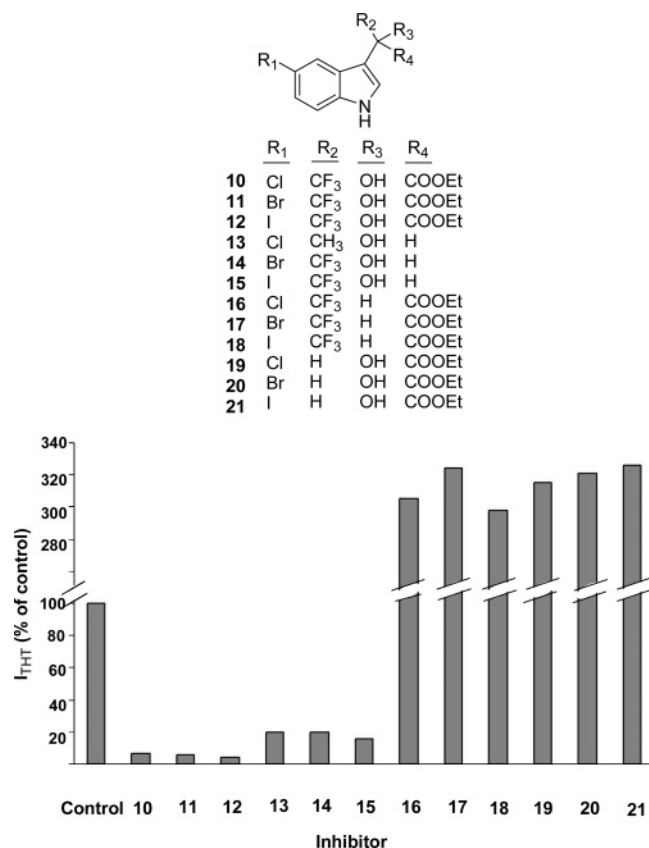 R2
R3
R1
R4
N
H
R1 R2 R3 R4
10 Cl CF3 OH COOEt
11 Br CF3 OH COOEt
12 I CF3 OH COOEt
13 Cl CH3 OH H
14 Br CF3 OH H
15 I CF3 OH H
16 Cl CF3 H COOEt
17 Br CF3 H COOEt
18 I CF3 H COOEt
19 Cl H OH COOEt
20 Br H OH COOEt
21 I H OH COOEt
340
320
300
280
100
80
60
40
20
ITHT (% of control)
Control 10 11 12 13 14 15 16 17 18 19 20 21
Inhibitor